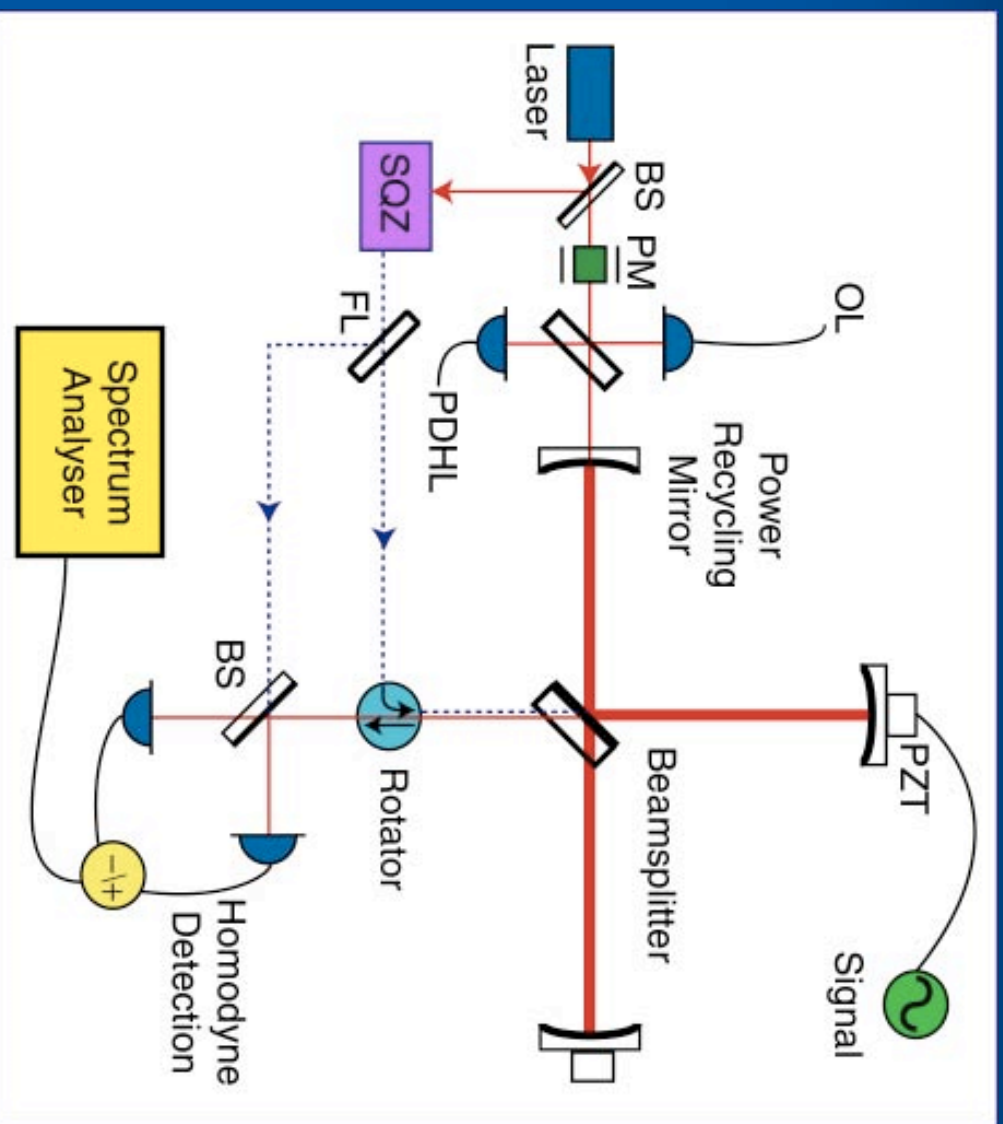 Laser
BS
PM
OL
SQZ
FL
PDHL
Power
Recycling
Mirror
PZT
Signal
Beamsplitter
Rotator
BS
Homodyne
Detection
−\+
Spectrum
Analyser